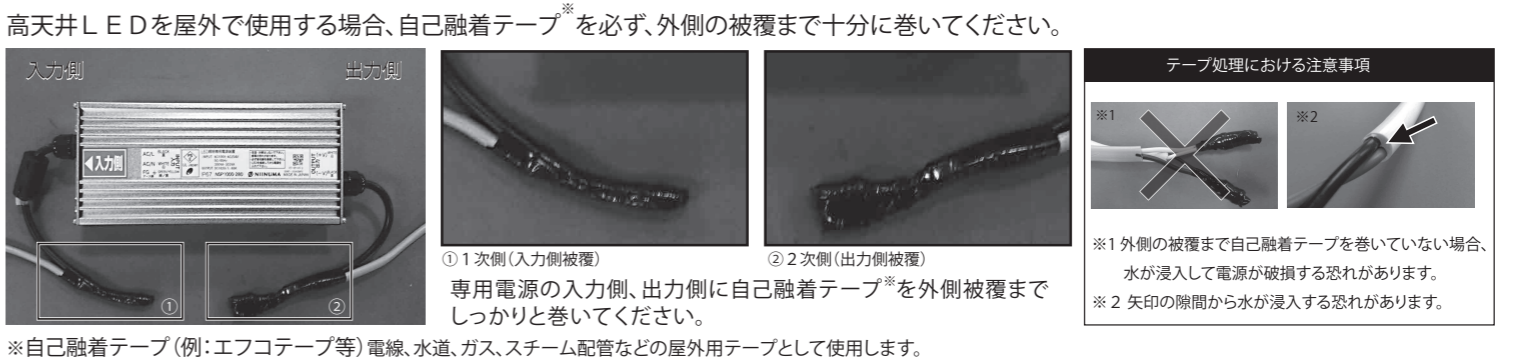 高天井ＬＥＤを屋外で使用する場合、自己融着テープ※を必ず、外側の被覆まで十分に巻いてください。
入力側
出力側
◀入力側
AC/L
AC/N
NIINUMA
①
②
①１次側(入力側被覆)
②２次側(出力側被覆)
専用電源の入力側、出力側に自己融着テープ※を外側被覆まで
しっかりと巻いてください。
テープ処理における注意事項
※1
※2
※1 外側の被覆まで自己融着テープを巻いていない場合、
水が浸入して電源が破損する恐れがあります。
※２ 矢印の隙間から水が浸入する恐れがあります。
※自己融着テープ(例：エフコテープ等)電線、水道、ガス、スチーム配管などの屋外用テープとして使用します。